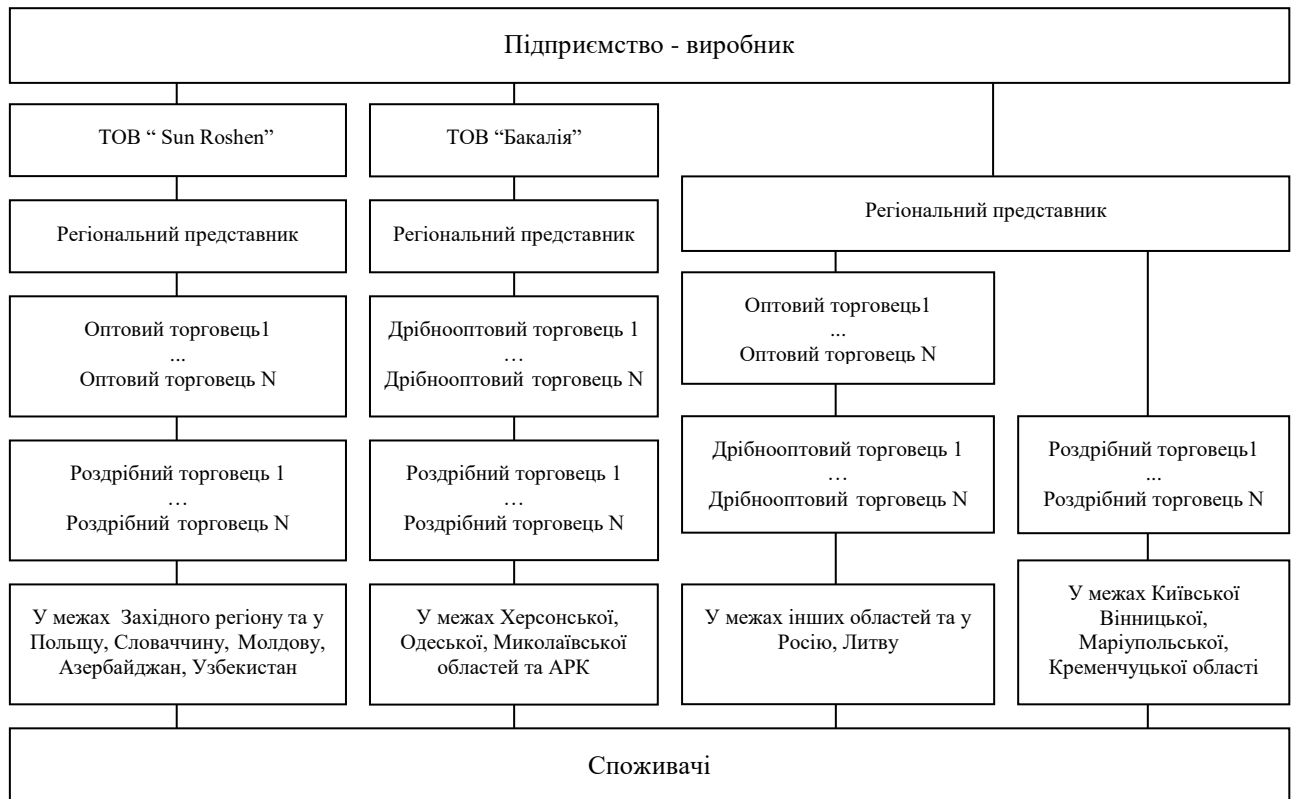 Підприємство - виробник
ТОВ “ Sun Roshen”
ТОВ “Бакалія”
Регіональний представник
Регіональний представник
Регіональний представник
Оптовий торговець1
...
Оптовий торговець N
Дрібнооптовий торговець 1
…
Дрібнооптовий торговець N
Оптовий торговець1
...
Оптовий торговець N
Роздрібний торговець 1
…
Роздрібний торговець N
Роздрібний торговець 1
…
Роздрібний торговець N
Дрібнооптовий торговець 1
…
Дрібнооптовий торговець N
Роздрібний торговець1
...
Роздрібний торговець N
У межах Західного регіону та у
Польщу, Словаччину, Молдову,
Азербайджан, Узбекистан
У межах Херсонської,
Одеської, Миколаївської
областей та АРК
У межах інших областей та у
Росію, Литву
У межах Київської
Вінницької,
Маріупольської,
Кременчуцької області
Споживачі